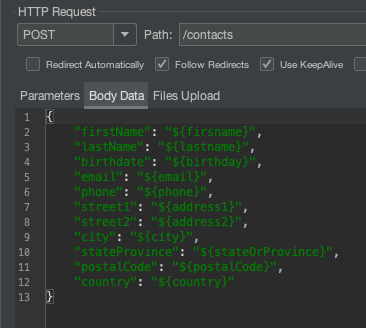 HTTP Request
POST Path: /contacts
Redirect Automatically Follow Redirects Use KeepAlive
Parameters Body Data Files Upload
1 {
2 "firstName": "${firsname}",
3 "lastName": "${lastname}",
4 "birthdate": "${birthday}",
5 "email": "${email}",
6 "phone": "${phone}",
7 "street1": "${address1}",
8 "street2": "${address2}",
9 "city": "${city}",
10 "stateProvince": "${stateOrProvince}",
11 "postalCode": "${postalCode}",
12 "country": "${country}"
13 }